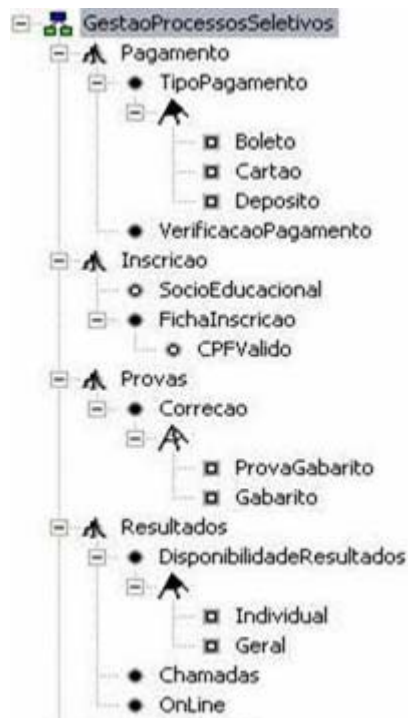 GestaoProcessosSeletivos
Pagamento
TipoPagamento
Boleto
Cartao
Deposito
VerificacaoPagamento
Inscricao
SocioEducacional
FichaInscricao
CPFValido
Provas
Correcao
ProvaGabarito
Gabarito
Resultados
DisponibilidadeResultados
Individual
Geral
Chamadas
OnLine